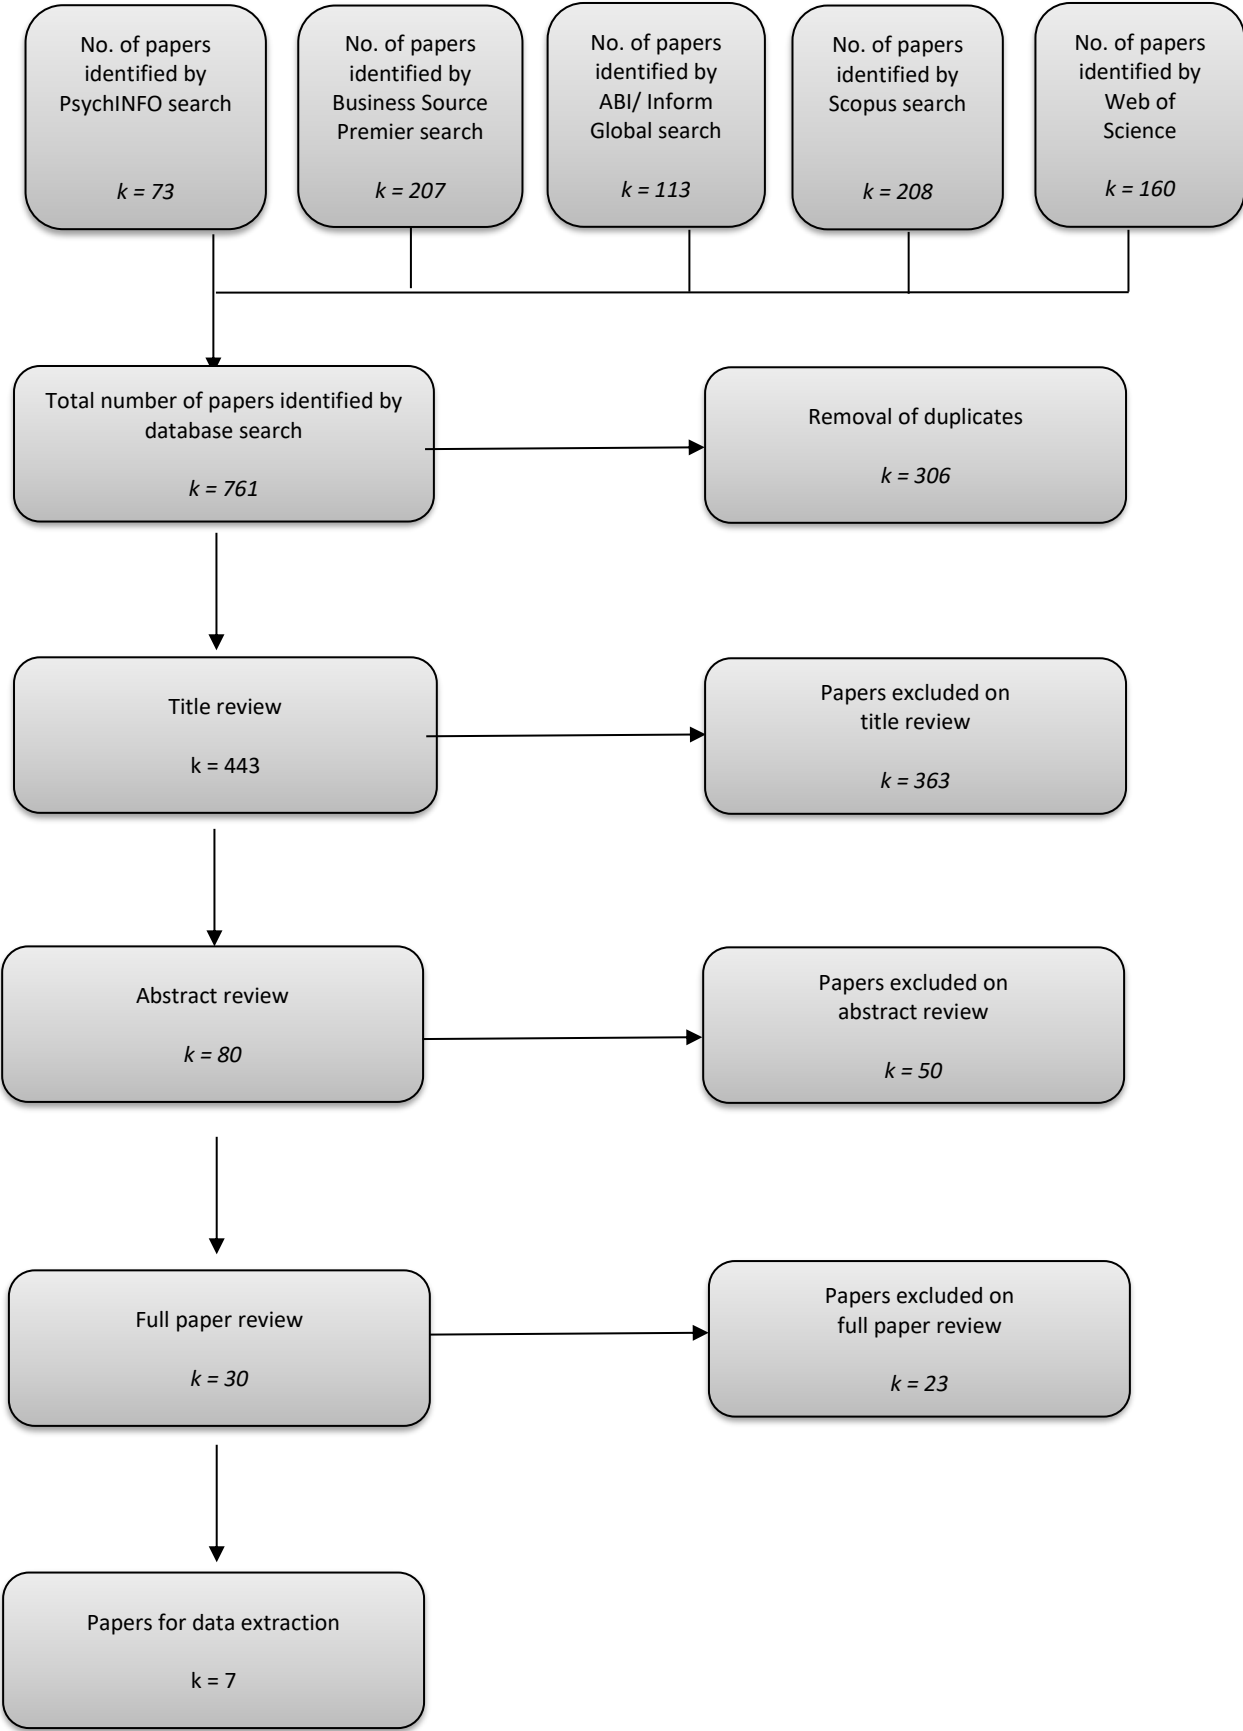 No. of papers
identified by
PsychINFO search
k = 73
No. of papers
identified by
Business Source
Premier search
k = 207
No. of papers
identified by
ABI/ Inform
Global search
k = 113
No. of papers
identified by
Scopus search
k = 208
No. of papers
identified by
Web of
Science
k = 160
Total number of papers identified by
database search
k = 761
Removal of duplicates
k = 306
Title review
k = 443
Papers excluded on
title review
k = 363
Abstract review
k = 80
Papers excluded on
abstract review
k = 50
Full paper review
k = 30
Papers excluded on
full paper review
k = 23
Papers for data extraction
k = 7